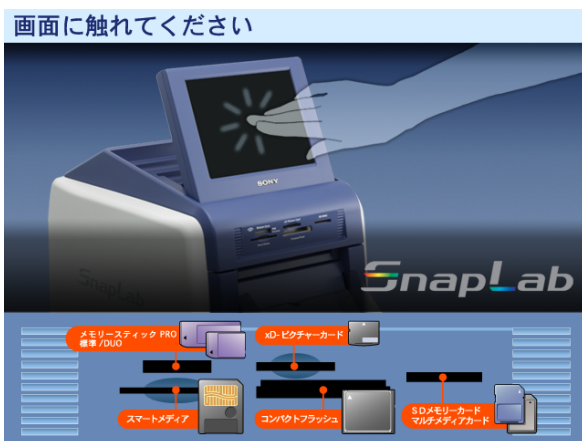 画面に触れてください
SONY
SnapLab
SnapLab
メモリースティック PRO
標準 /DUO
xD- ピクチャーカード
スマートメディア
コンパクトフラッシュ
SDメモリーカード
マルチメディアカード